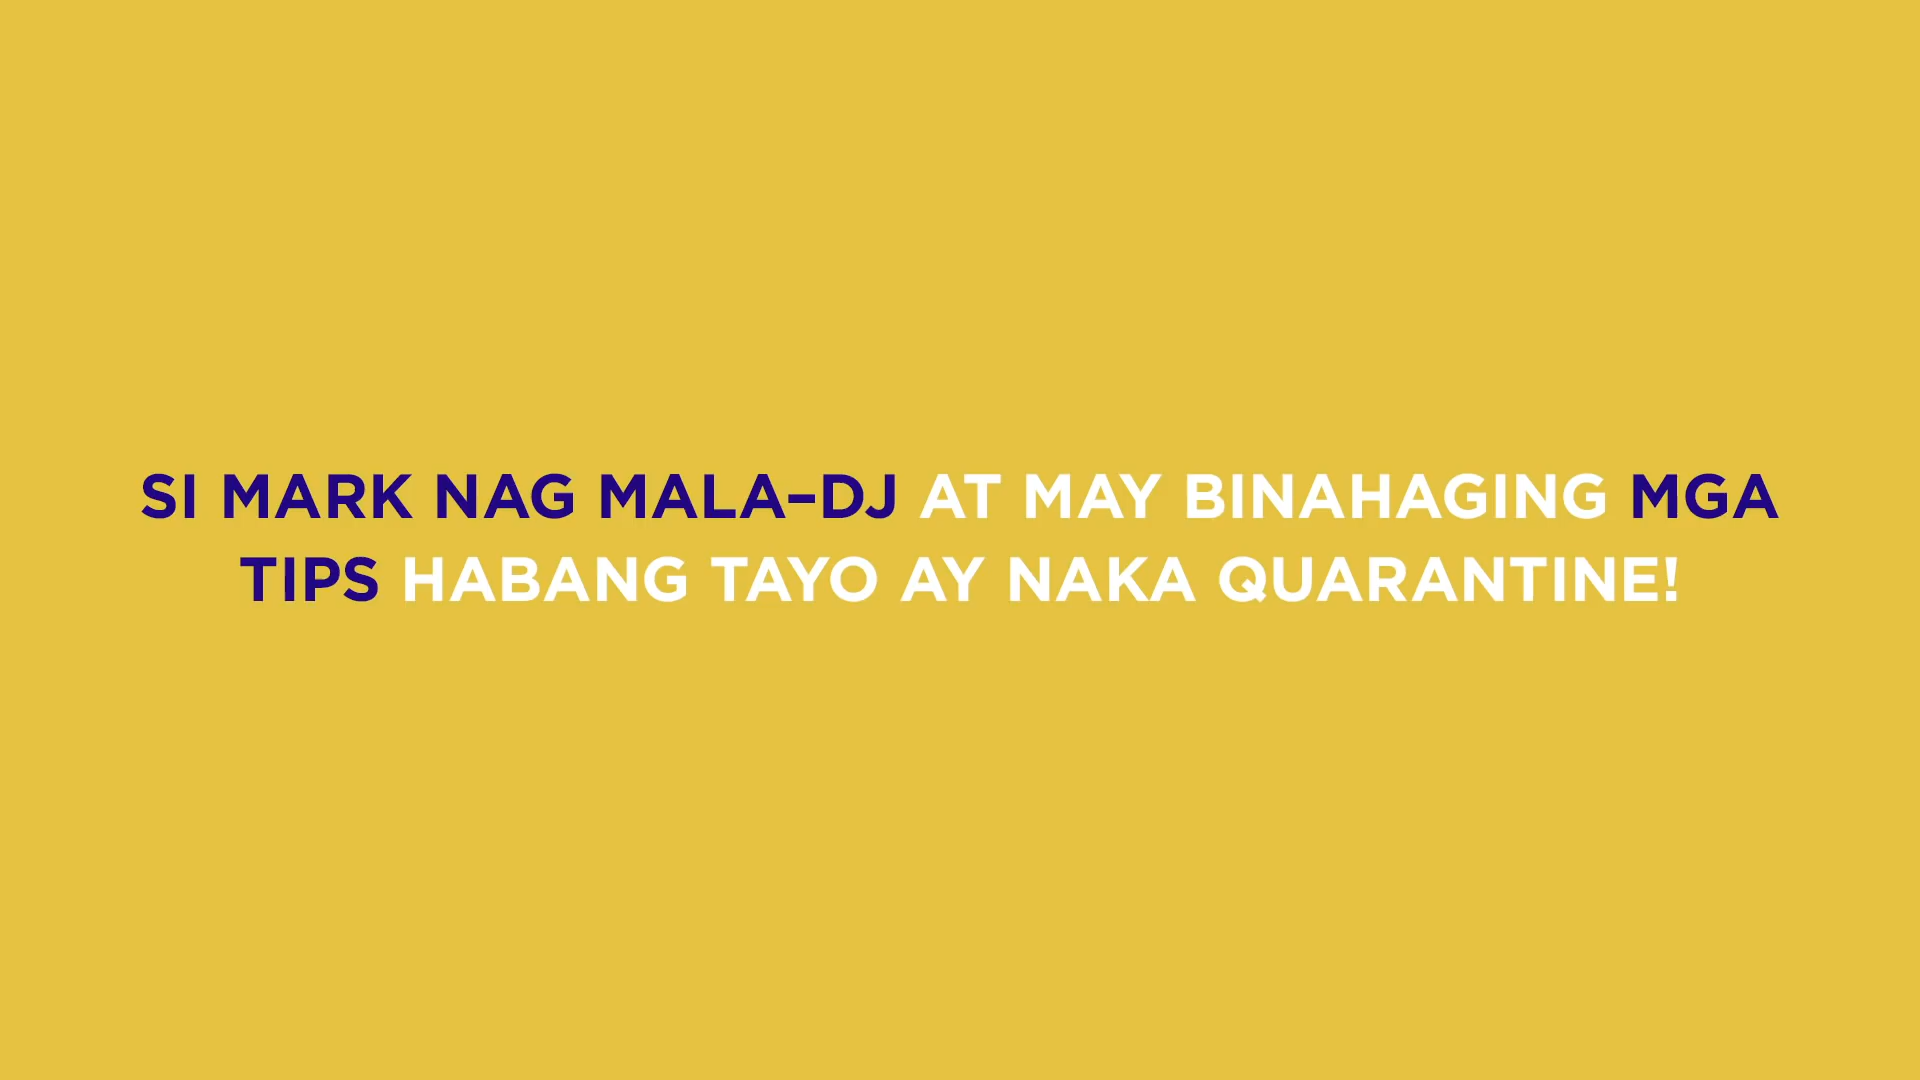 SI MARK NAG MALA–DJ AT MAY BINAHAGING MGA
TIPS HABANG TAYO AY NAKA QUARANTINE!